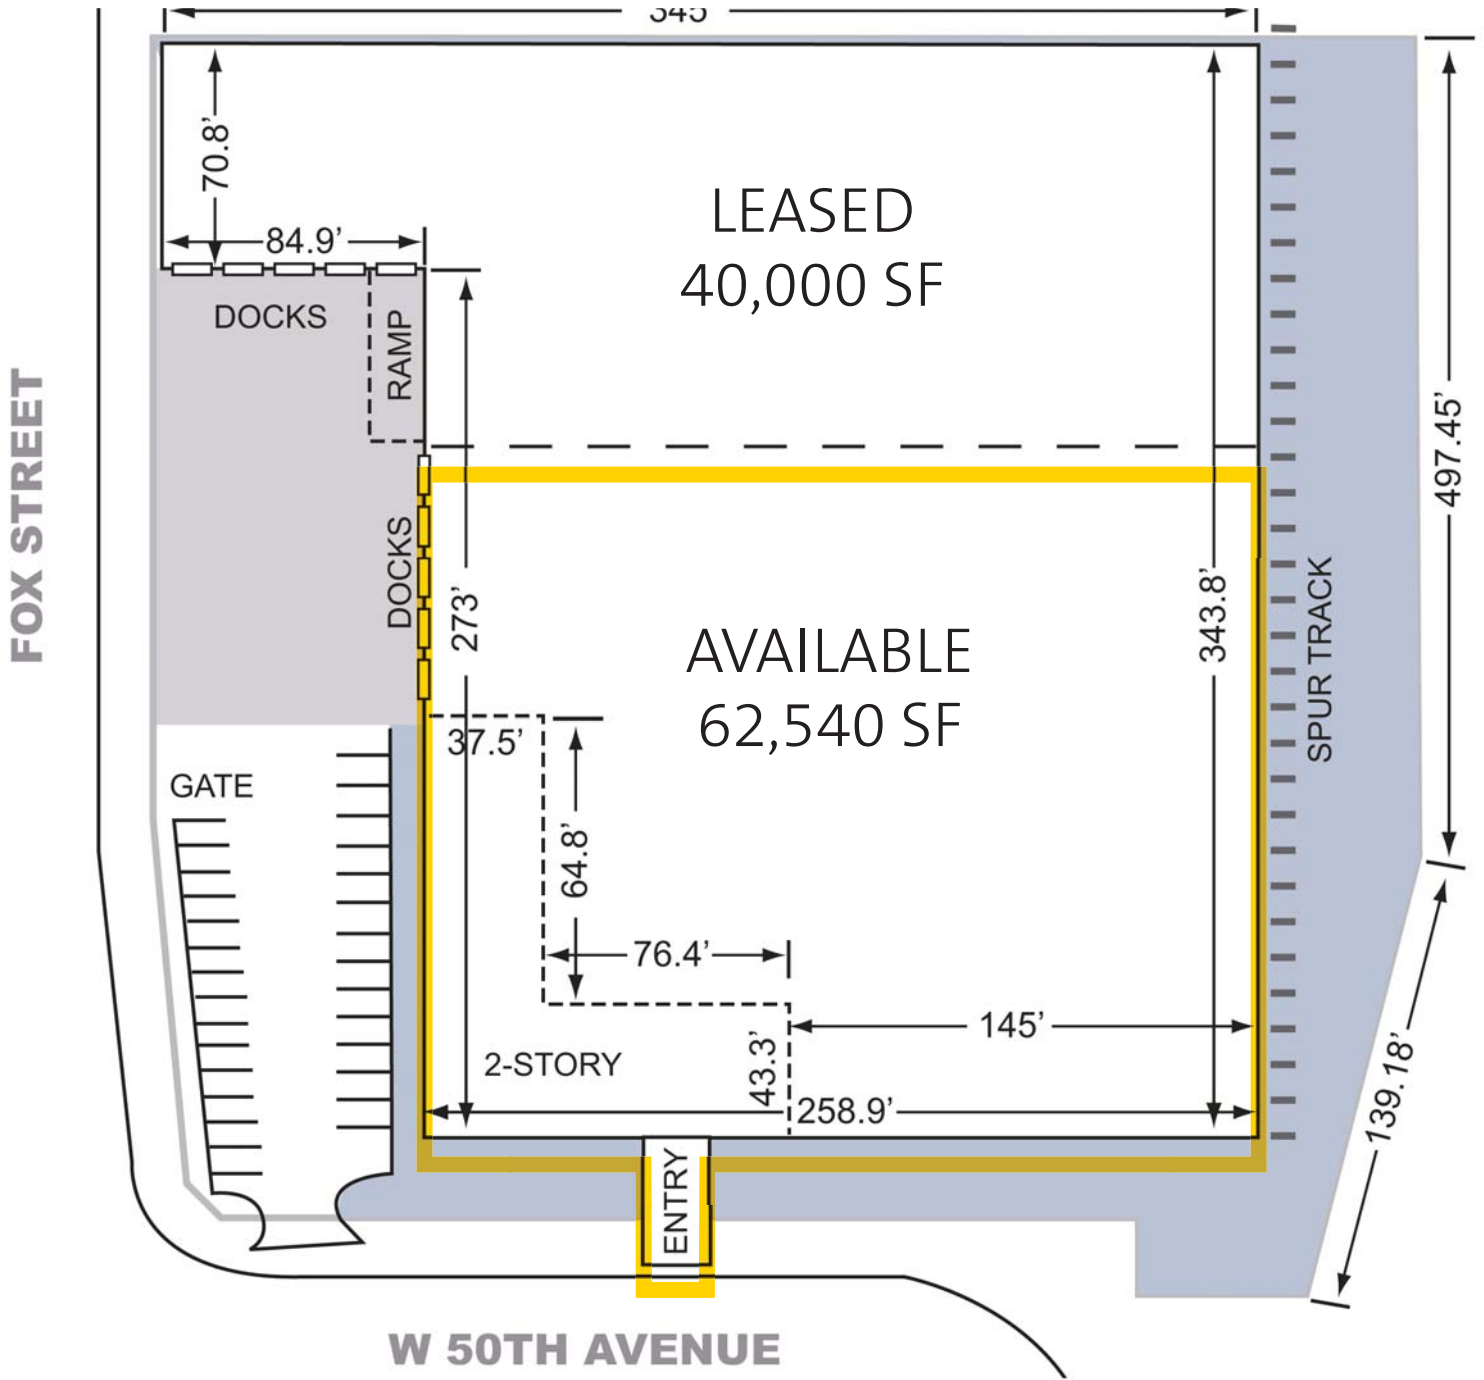 345'
70.8'
84.9'
LEASED
40,000 SF
DOCKS
RAMP
FOX STREET
497.45'
DOCKS
273'
343.8'
AVAILABLE
62,540 SF
SPUR TRACK
37.5'
GATE
64.8'
76.4'
145'
43.3'
2-STORY
258.9'
139.18'
ENTRY
W 50TH AVENUE